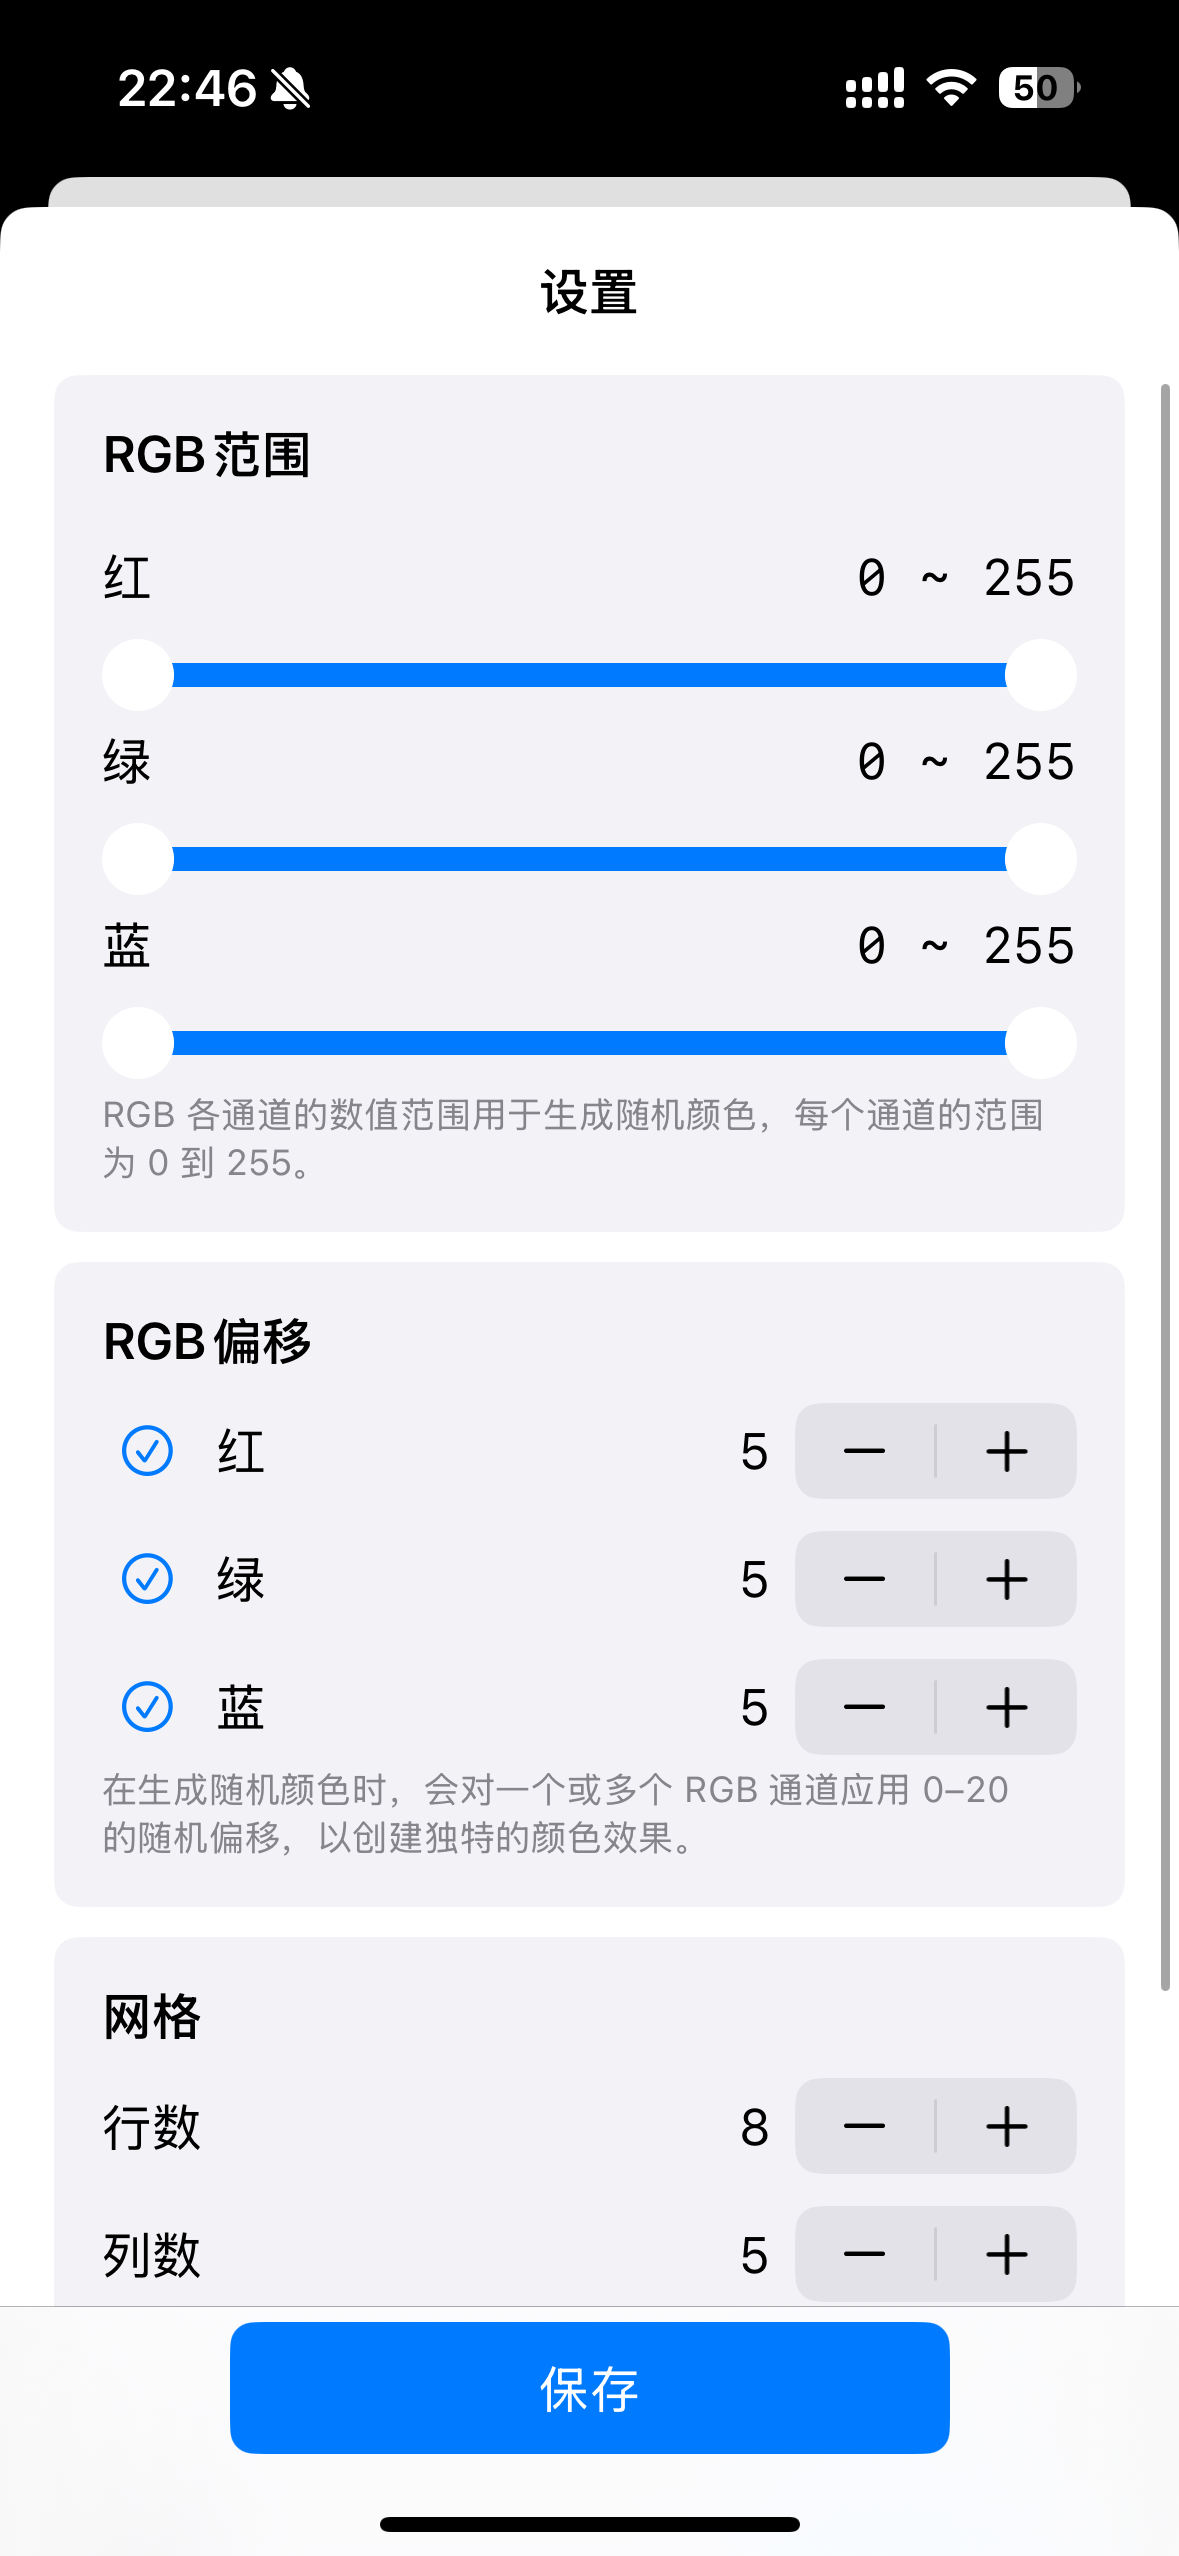 22:46
50
设置
RGB 范围
红
0 ~ 255
绿
0 ~ 255
蓝
0 ~ 255
RGB 各通道的数值范围用于生成随机颜色，每个通道的范围
为 0 到 255。
RGB 偏移
红
5
绿
5
蓝
5
在生成随机颜色时，会对一个或多个 RGB 通道应用 0–20
的随机偏移，以创建独特的颜色效果。
网格
行数
8
列数
5
保存